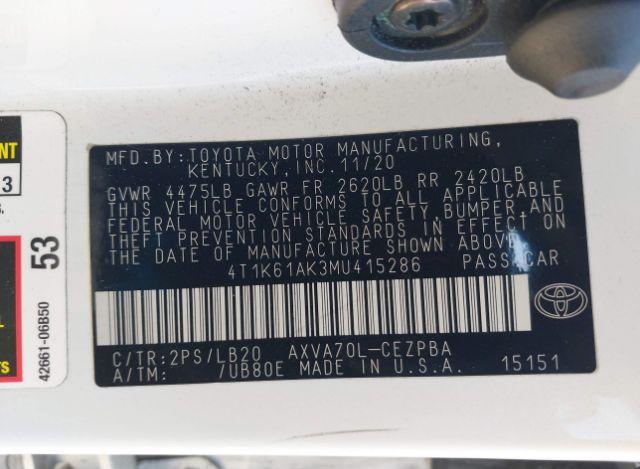 MFD.BY:TOYOTA MOTOR MANUFACTURING,
KENTUCKY,INC.11/20
GVWR 4475LB GAWR FR 2620LB RR 2420LB
THIS VEHICLE CONFORMS TO ALL APPLICABLE
FEDERAL MOTOR VEHICLE SAFETY,BUMPER,AND
THEFT PREVENTION STANDARDS IN EFFECT ON
THE DATE OF MANUFACTURE SHOWN ABOVE.
4T1K61AK3MU415286 PASS.CAR
C/TR:2PS/LB20 AXVA70L-CEZPBA
A/TM: /UB80E MADE IN U.S.A. 15151
53
42661-06B50
3